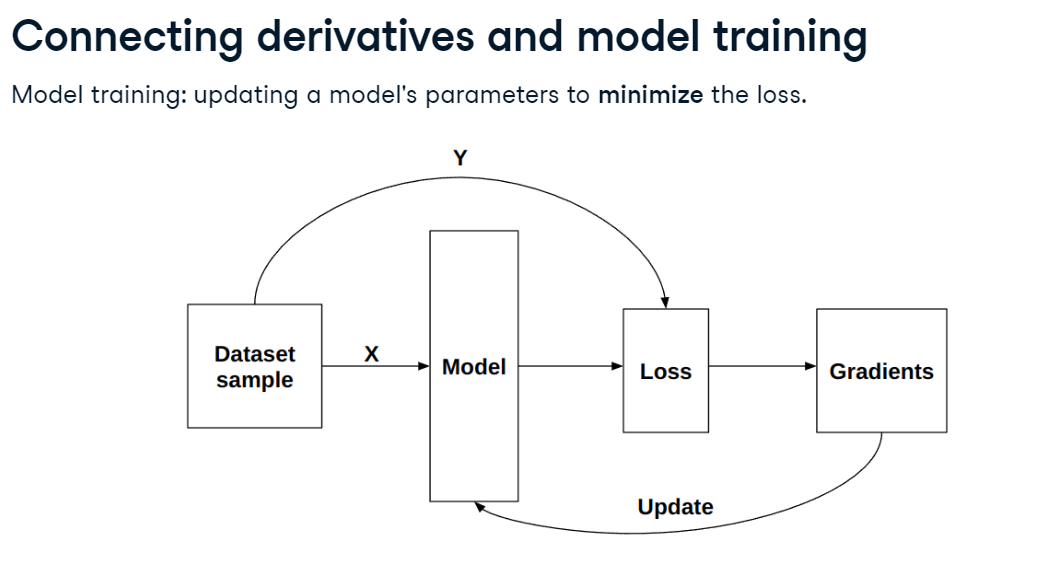 Connecting derivatives and model training
Model training: updating a model's parameters to minimize the loss.
Y
Dataset
sample
X
Model
Loss
Gradients
Update